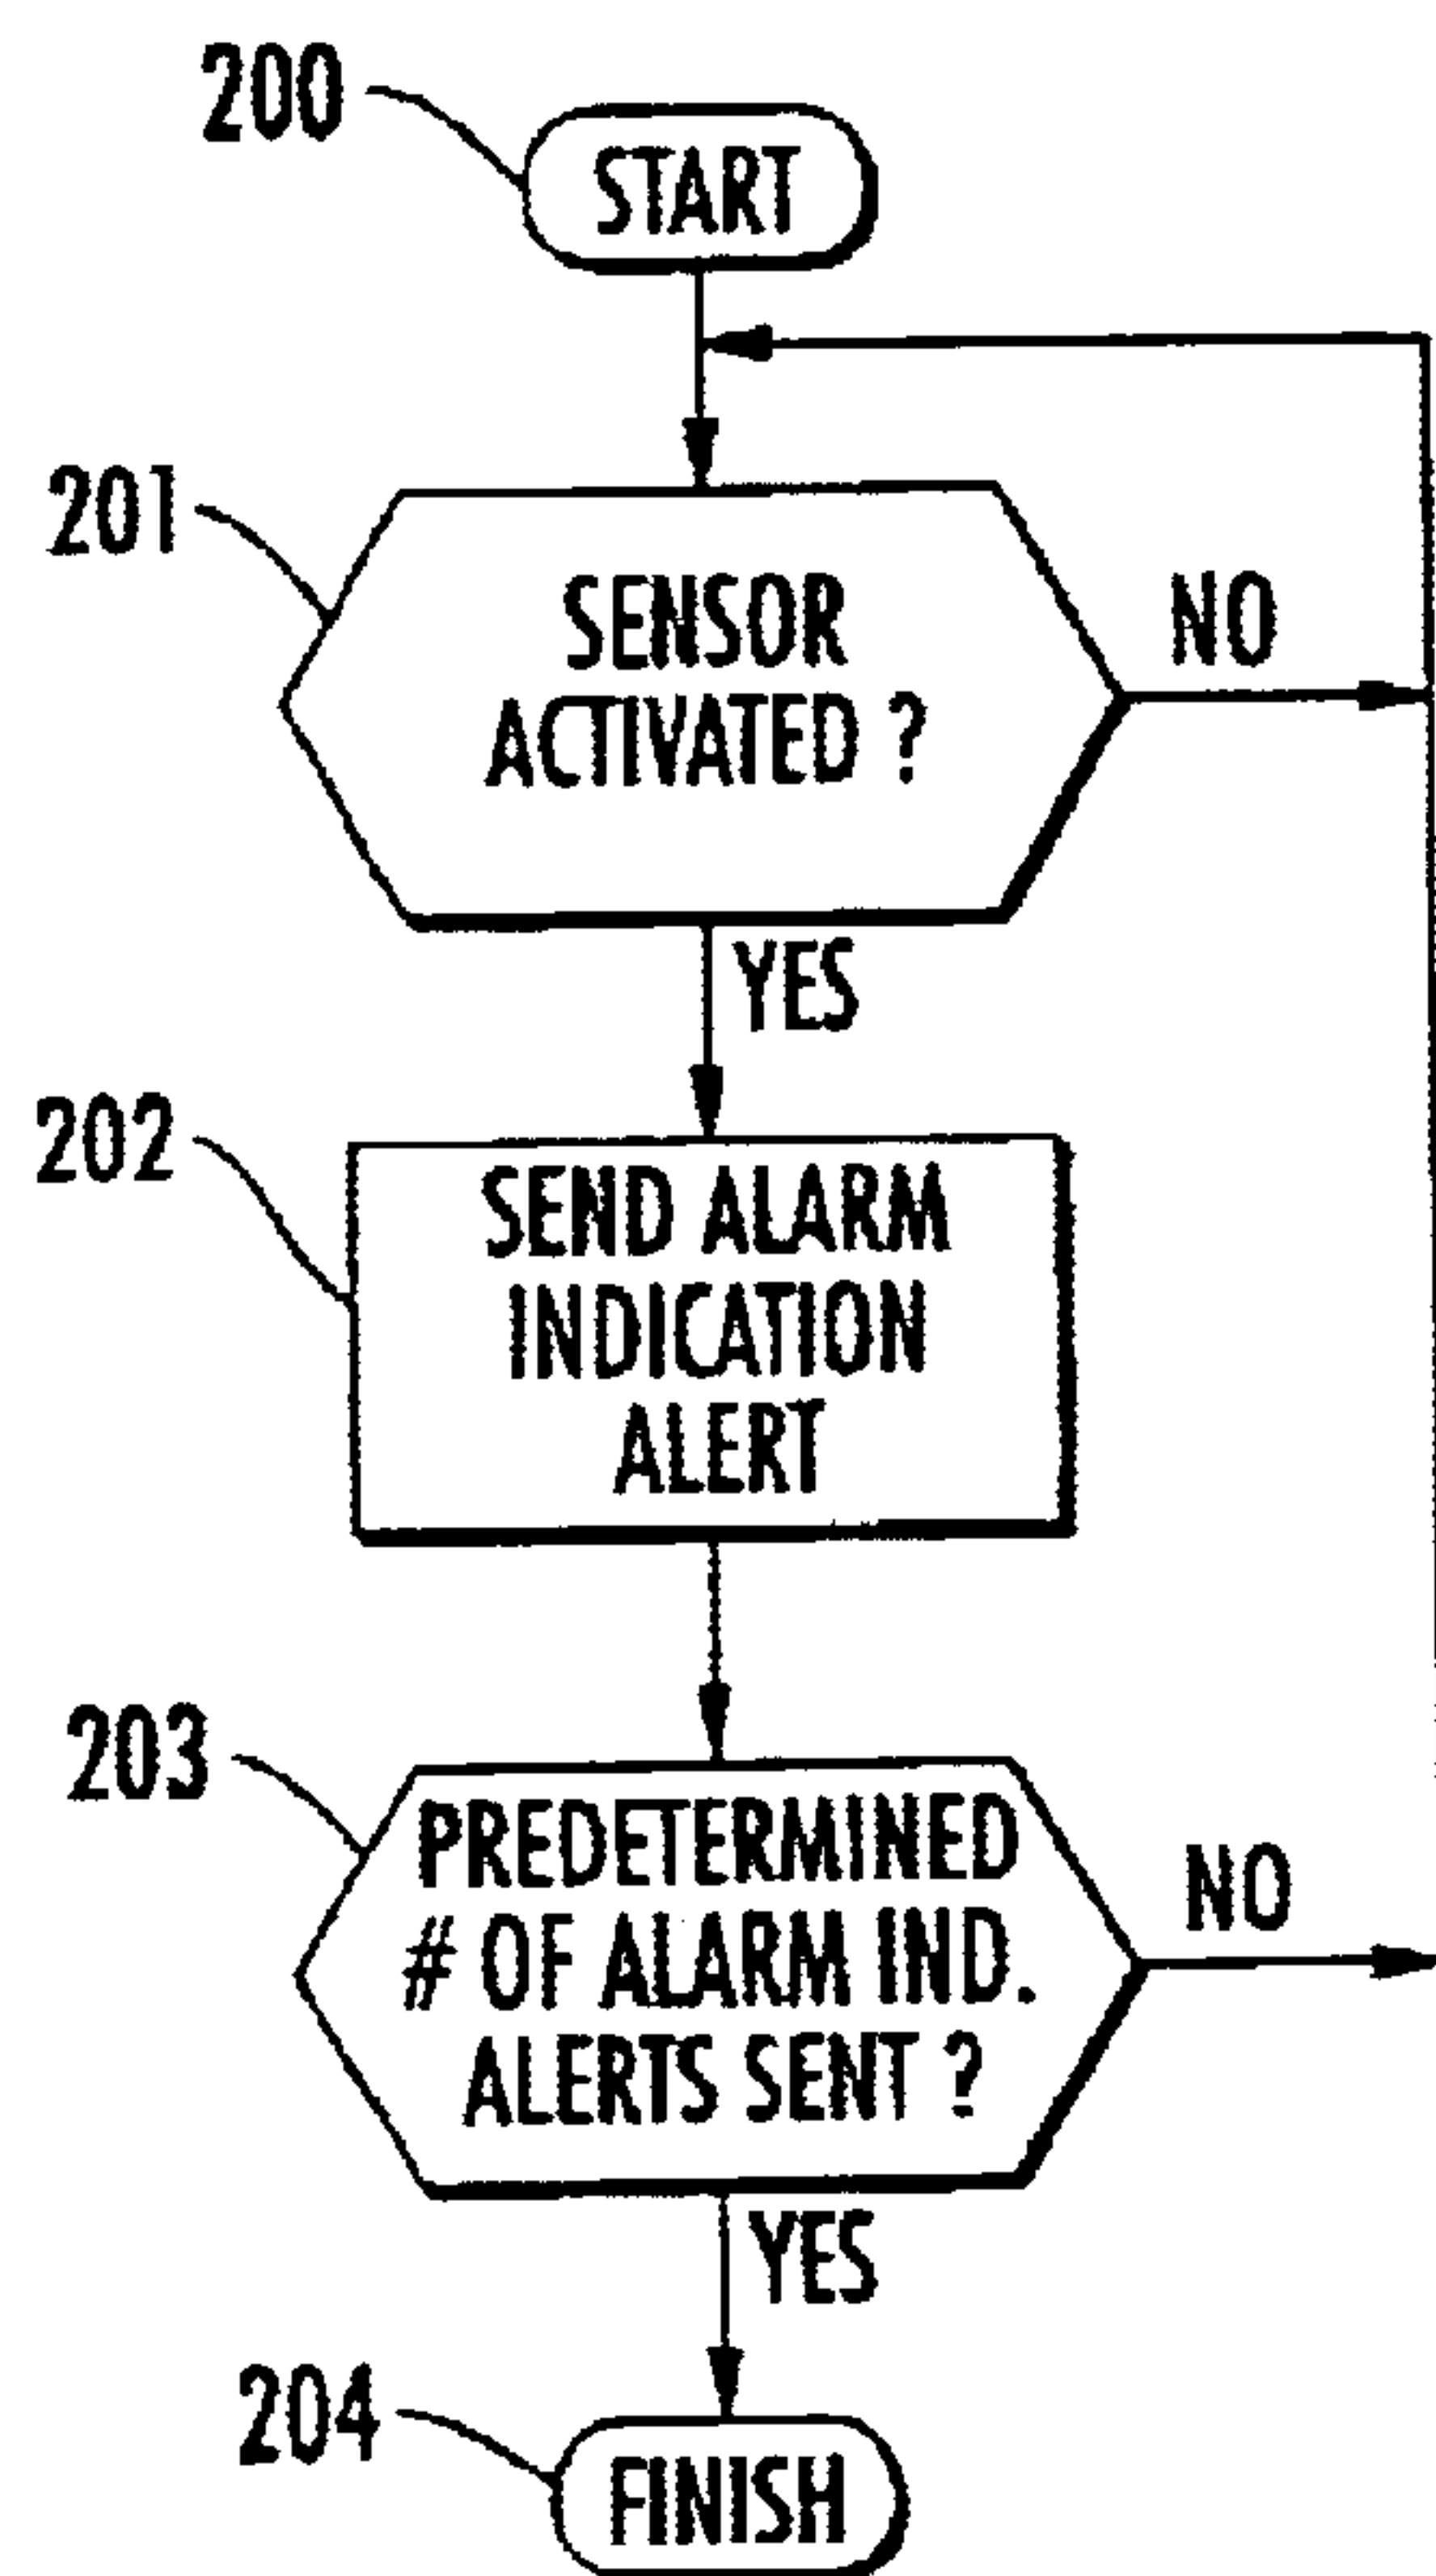 200
START
201
SENSOR
ACTIVATED ?
NO
YES
202
SEND ALARM
INDICATION
ALERT
203
PREDETERMINED
# OF ALARM IND.
ALERTS SENT ?
NO
YES
204
FINISH